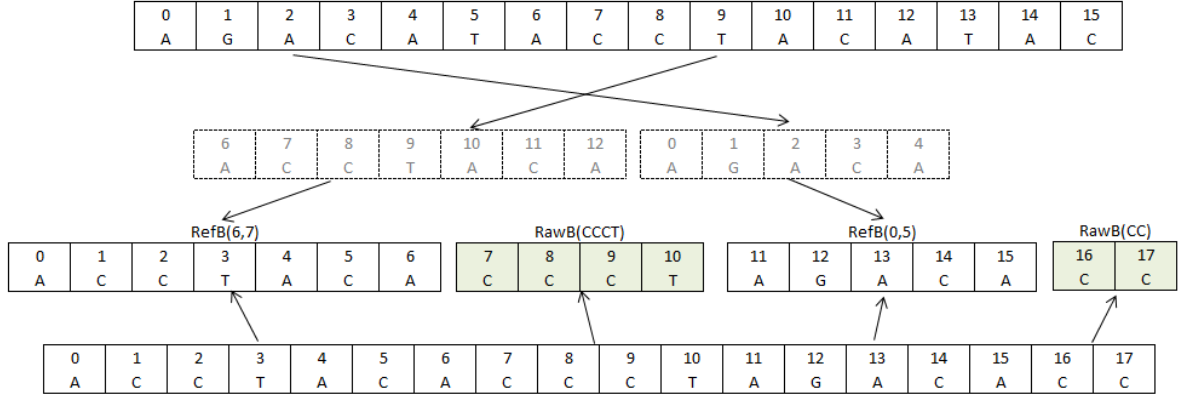 0 1 2 3 4 5 6 7 8 9 10 11 12 13 14 15
A G A C A T A C C T A C A T A C
6 7 8 9 10 11 12 0 1 2 3 4
A C C T A C A A G A C A
RefB(6,7) RawB(CCCT) RefB(0,5) RawB(CC)
0 1 2 3 4 5 6 7 8 9 10 11 12 13 14 15 16 17
A C C T A C A C C C T A G A C A C C
0 1 2 3 4 5 6 7 8 9 10 11 12 13 14 15 16 17
A C C T A C A C C C T A G A C A C C